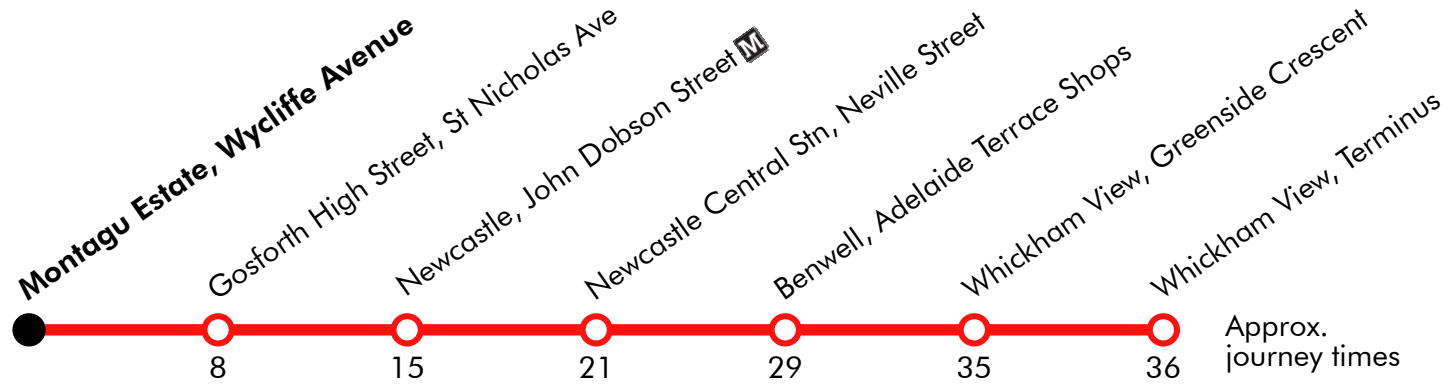 Montagu Estate, Wycliffe Avenue
Gosforth High Street, St Nicholas Ave
Newcastle, John Dobson Street M
Newcastle Central Stn, Neville Street
Benwell, Adelaide Terrace Shops
Whickham View, Greenside Crescent
Whickham View, Terminus
8 15 21 29 35 36
Approx.
journey times